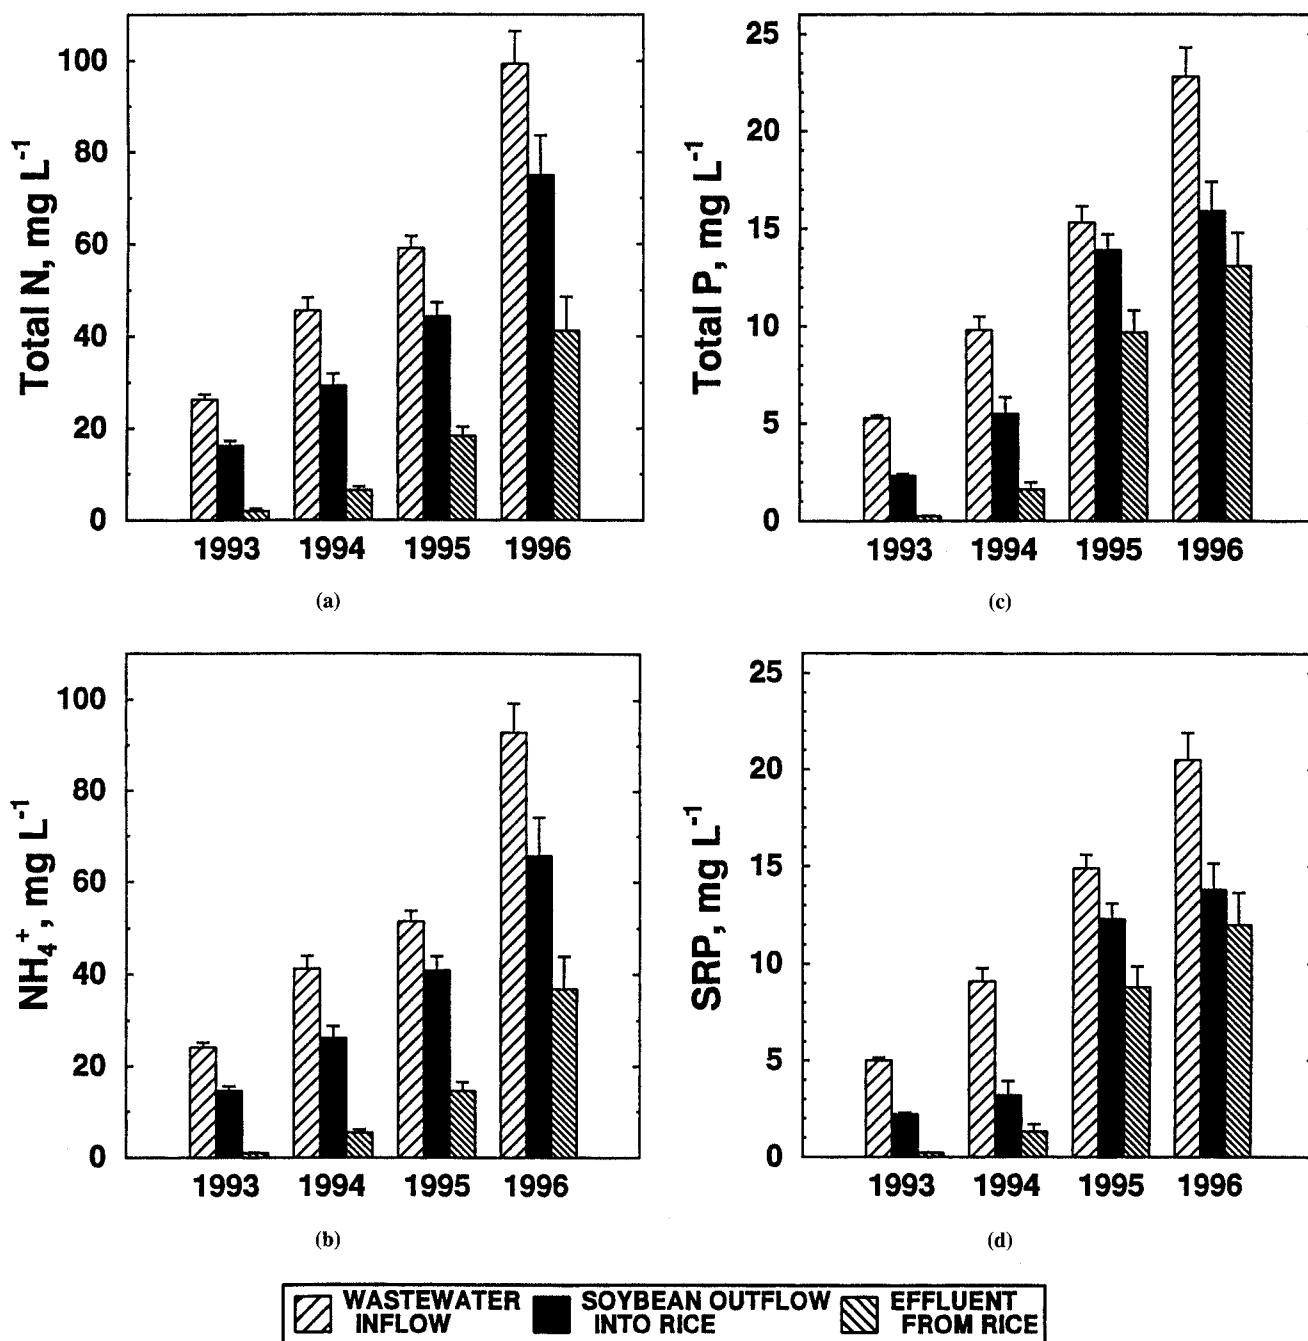 Total N, mg L-1
100
80
60
40
20
0
1993 1994 1995 1996
(a)
Total P, mg L-1
25
20
15
10
5
0
1993 1994 1995 1996
(c)
NH4+, mg L-1
100
80
60
40
20
0
1993 1994 1995 1996
(b)
SRP, mg L-1
25
20
15
10
5
0
1993 1994 1995 1996
(d)
WASTEWATER INFLOW
SOYBEAN OUTFLOW INTO RICE
EFFLUENT FROM RICE